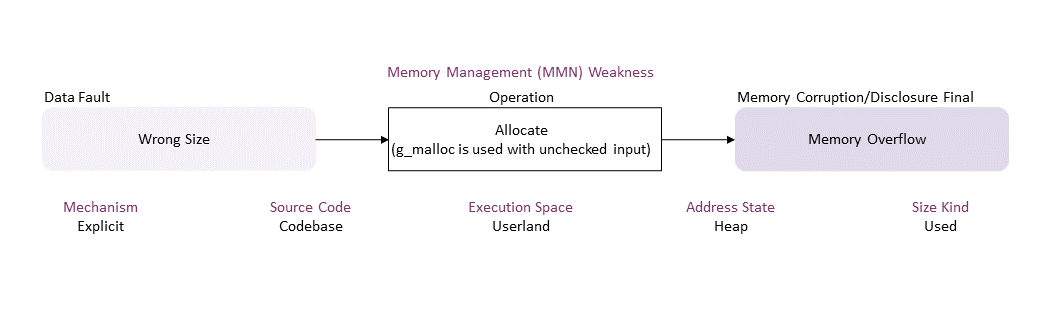 Memory Management (MMN) Weakness
Data Fault
Operation
Memory Corruption/Disclosure Final
Wrong Size
Allocate
(g_malloc is used with unchecked input)
Memory Overflow
Mechanism
Explicit
Source Code
Codebase
Execution Space
Userland
Address State
Heap
Size Kind
Used